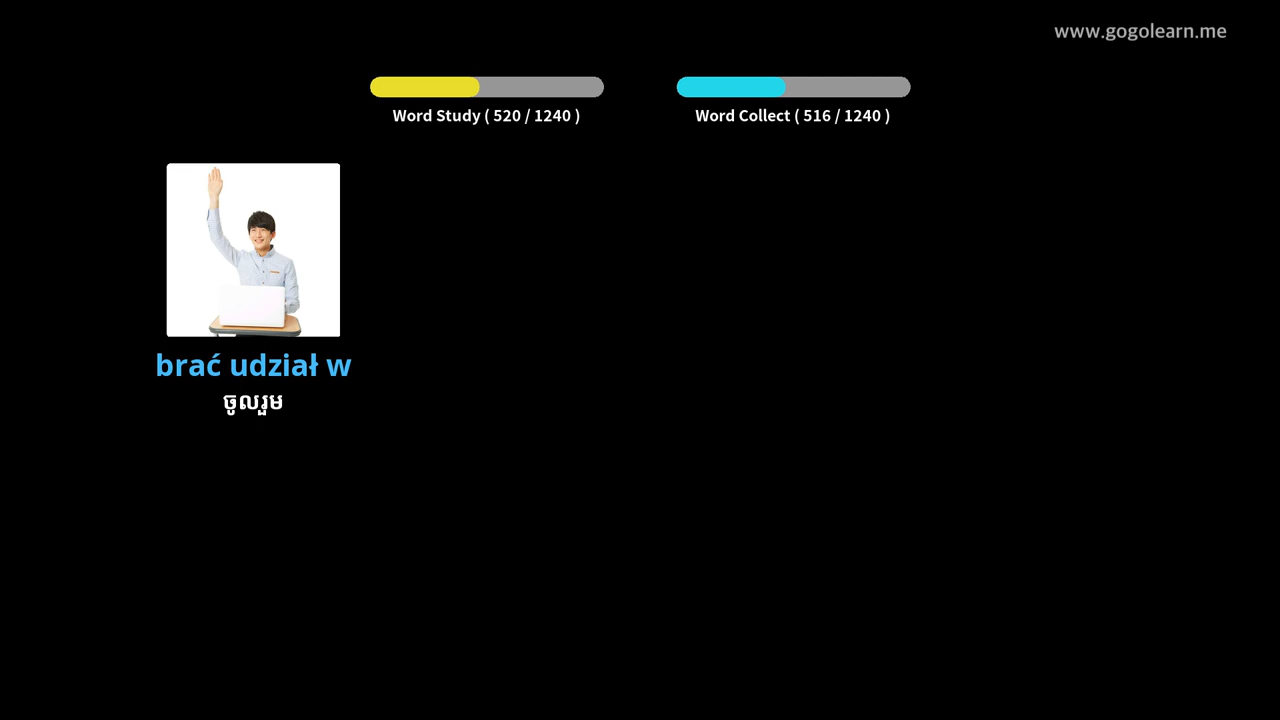 www.gogolearn.me
Word Study ( 520 / 1240 )
Word Collect ( 516 / 1240 )
brać udział w
ចូលរួម